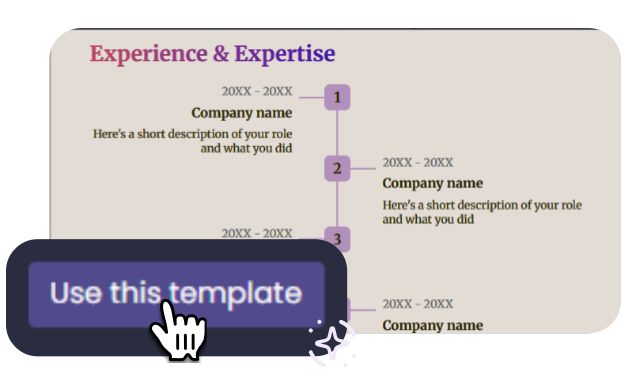 Experience & Expertise
20XX - 20XX
1
Company name
Here's a short description of your role
and what you did
2
20XX - 20XX
Company name
Here's a short description of your role
and what you did
20XX - 20XX
3
Use this template
20XX - 20XX
Company name